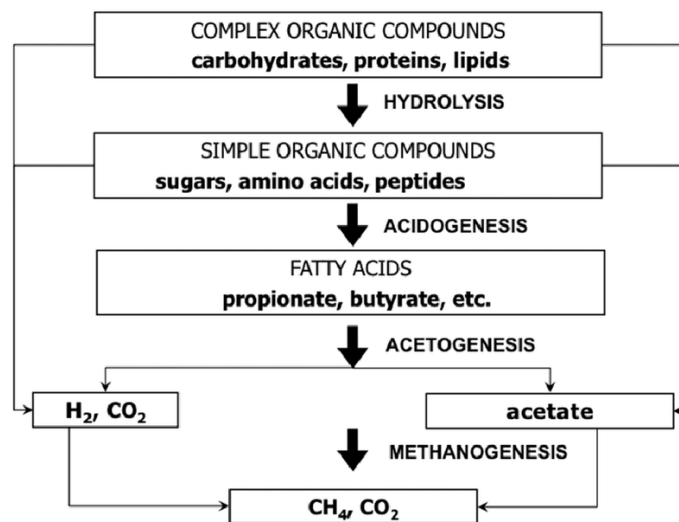 COMPLEX ORGANIC COMPOUNDS
carbohydrates, proteins, lipids
HYDROLYSIS
SIMPLE ORGANIC COMPOUNDS
sugars, amino acids, peptides
ACIDOGENESIS
FATTY ACIDS
propionate, butyrate, etc.
ACETOGENESIS
H₂, CO₂
acetate
METHANOGENESIS
CH₄, CO₂